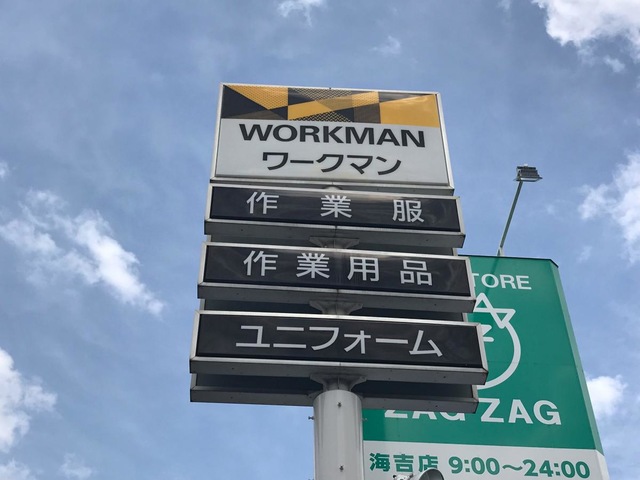 WORKMAN
ワークマン
作業服
作業用品
ユニフォーム
TORE
ZAG ZAG
海吉店 9:00〜24:00